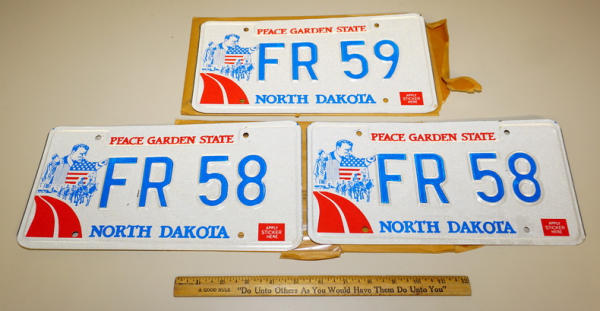 PEACE GARDEN STATE
FR 59
NORTH DAKOTA
APPLY
STICKER
HERE
PEACE GARDEN STATE
FR 58
NORTH DAKOTA
APPLY
STICKER
HERE
PEACE GARDEN STATE
FR 58
NORTH DAKOTA
APPLY
STICKER
HERE
A GOOD RULE "Do Unto Others As You Would Have Them Do Unto You"